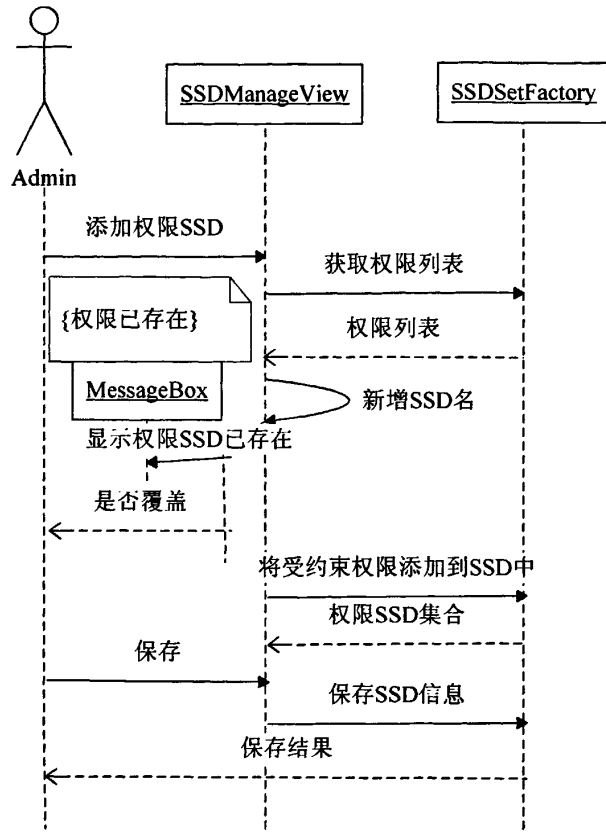 SSDManageView
SSDSetFactory
Admin
添加权限SSD
获取权限列表
{权限已存在}
权限列表
MessageBox
新增SSD名
显示权限SSD已存在
是否覆盖
将受约束权限添加到SSD中
权限SSD集合
保存
保存SSD信息
保存结果